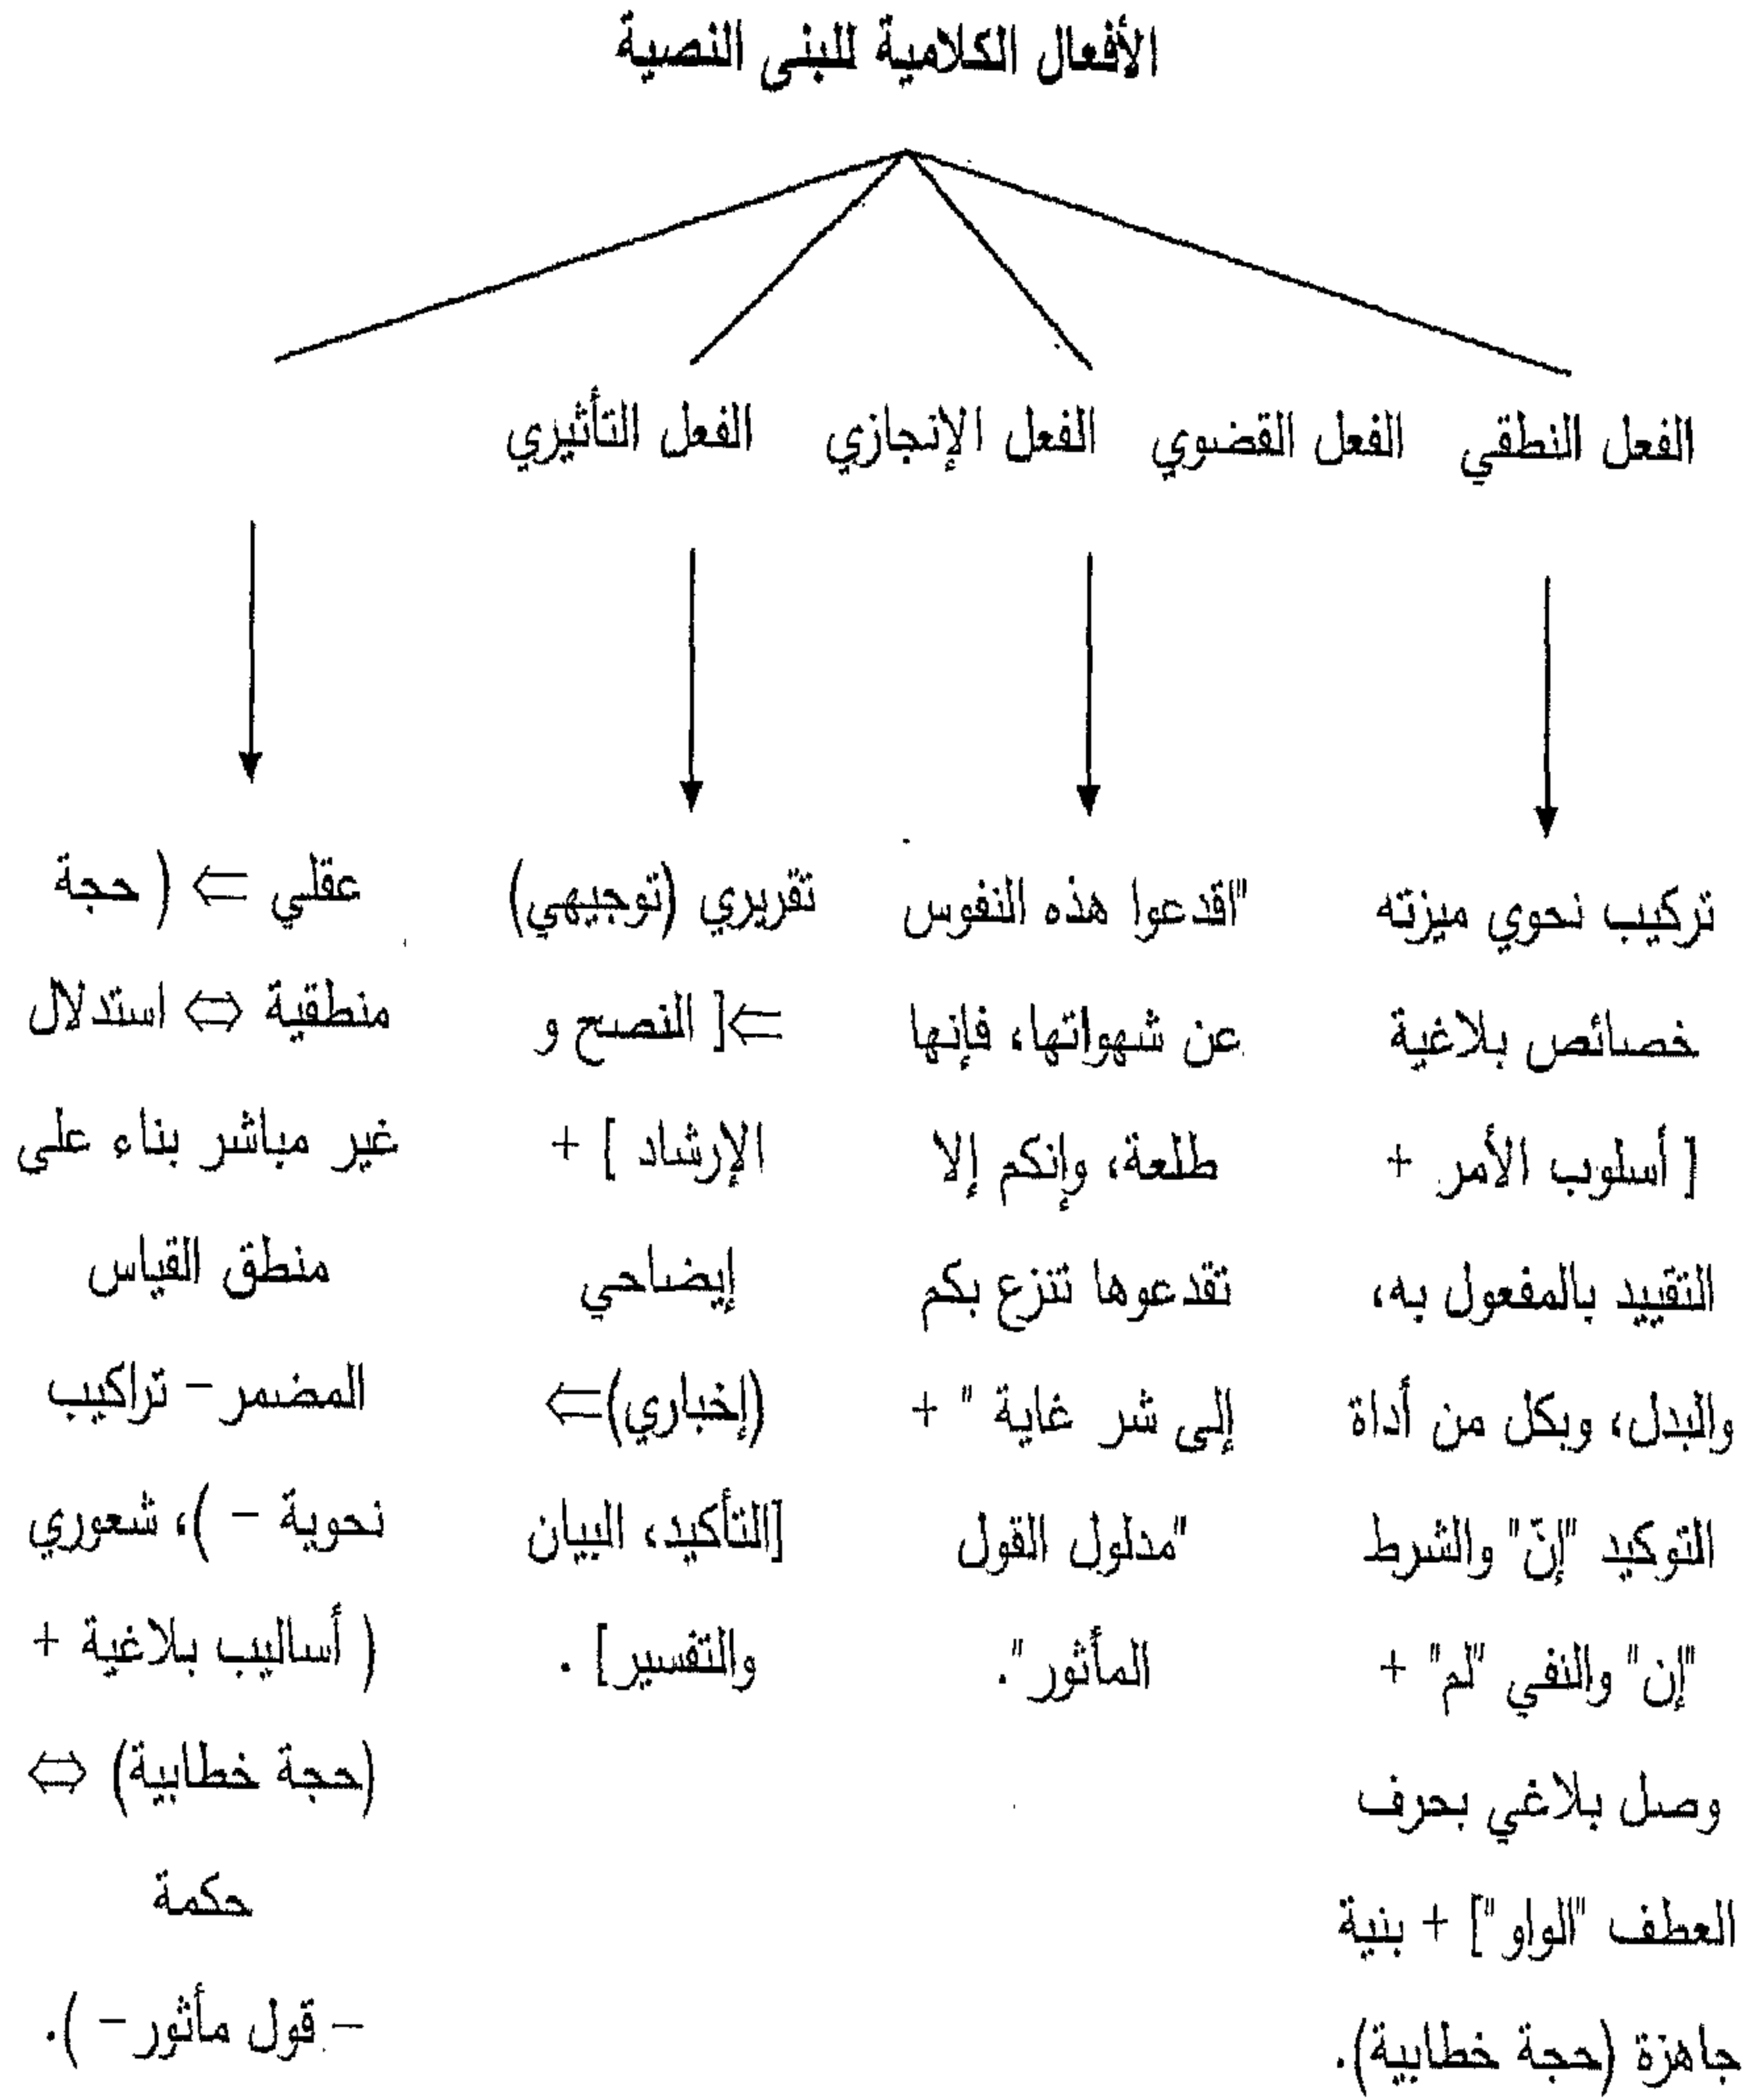 الأفعال الكلامية للبنى النصية
الفعل النطقي
الفعل القضوي
الفعل الإنجازي
الفعل التأثيري
تركيب نحوي ميزته
خصائص بلاغية
[ أسلوب الأمر +
التقييد بالمفعول به،
والبدل، وبكل من أداة
التوكيد "إنّ" والشرط
"إن" والنفي "لم" +
وصل بلاغي بحرف
العطف "الواو"] + بنية
جاهزة (حجة خطابية).
"اقدعوا هذه النفوس
عن شهواتها، فإنها
طلعة، وإنكم إلا
تقدعوها تنزع بكم
إلى شر غاية " +
"مدلول القول
المأثور".
تقريري (توجيهي)
⇐[ النصح و
الإرشاد ] +
إيضاحي
(إخباري)⇐
[التأكيد، البيان
والتفسير] .
عقلي ⇐ ( حجة
منطقية ⇔ استدلال
غير مباشر بناء على
منطق القياس
المضمر – تراكيب
نحوية – )، شعوري
( أساليب بلاغية +
(حجة خطابية) ⇔
حكمة
– قول مأثور – ).